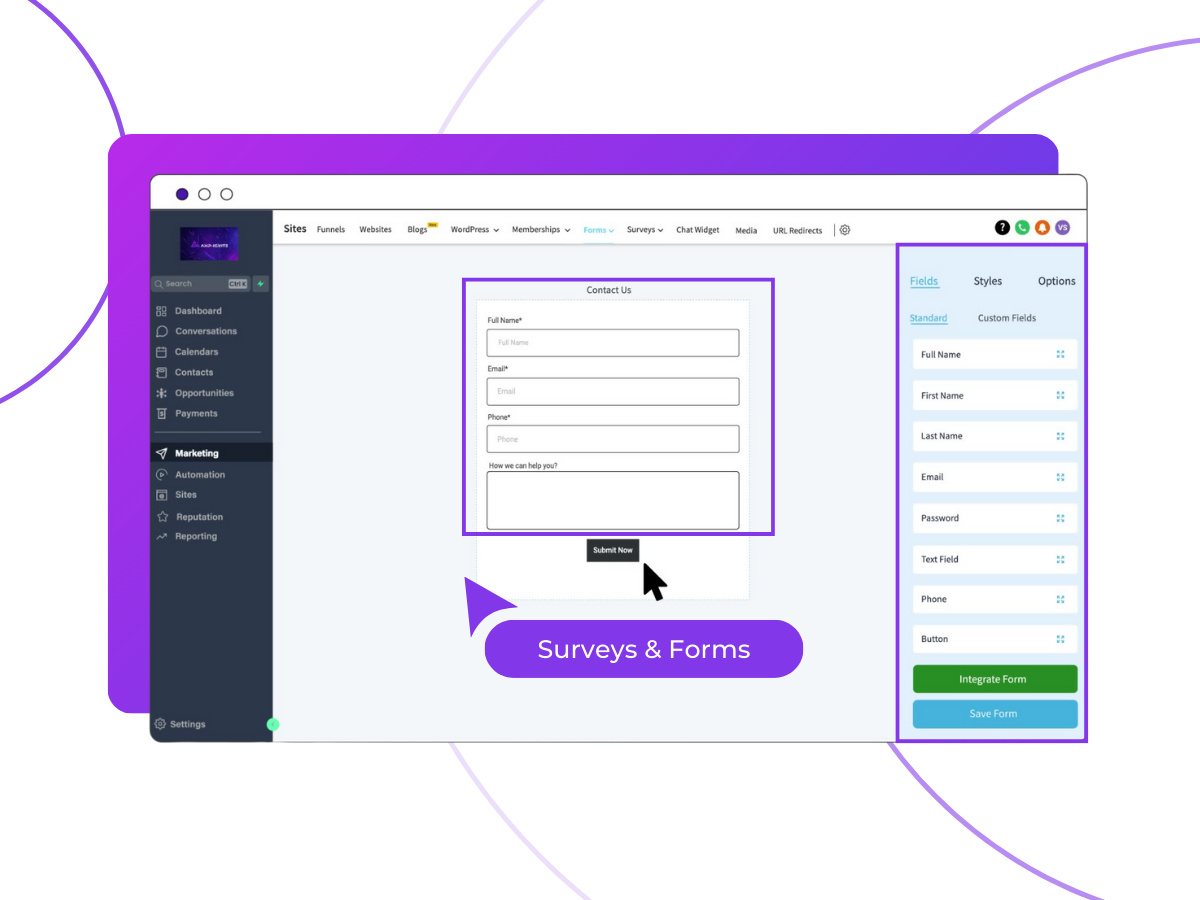 AMP-IGNITE
Search Ctrl K
Dashboard
Conversations
Calendars
Contacts
Opportunities
Payments
Marketing
Automation
Sites
Reputation
Reporting
Settings
Sites Funnels Websites Blogs New WordPress Memberships Forms Surveys Chat Widget Media URL Redirects
? VS
Contact Us
Full Name*
Full Name
Email*
Email
Phone*
Phone
How we can help you?
Submit Now
Surveys & Forms
Fields Styles Options
Standard Custom Fields
Full Name
First Name
Last Name
Email
Password
Text Field
Phone
Button
Integrate Form
Save Form